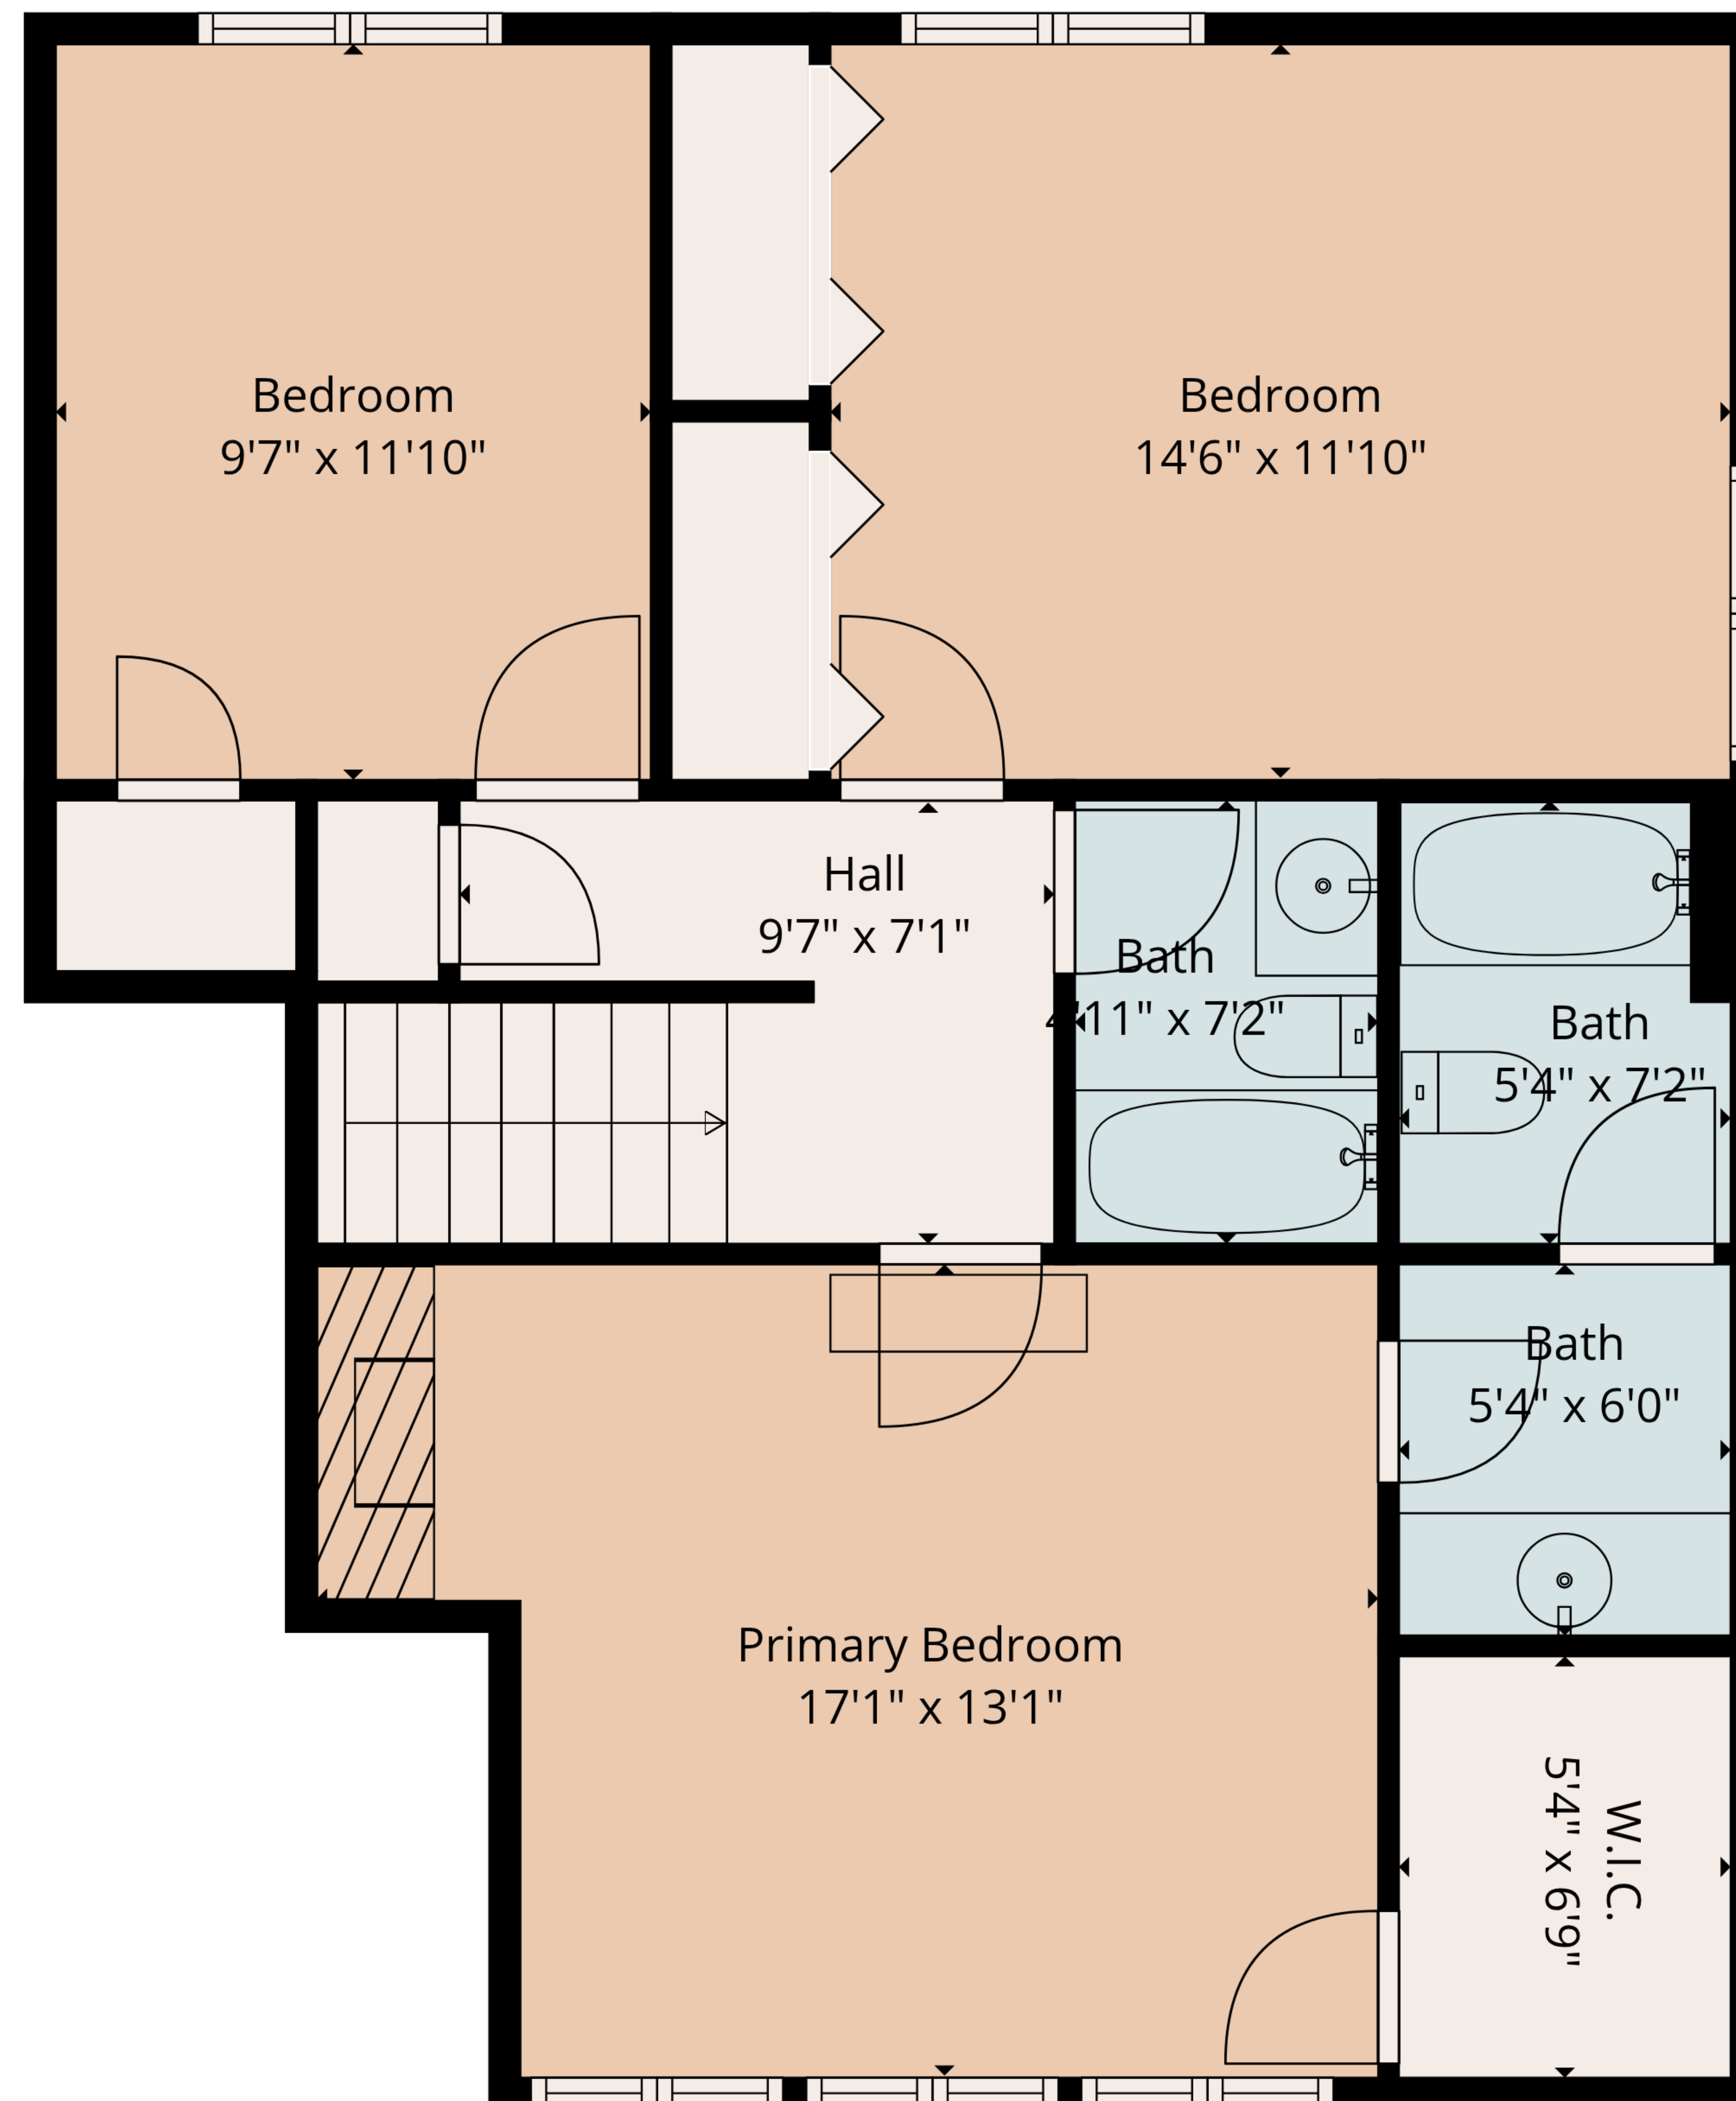 Bedroom
9'7" x 11'10"
Bedroom
14'6" x 11'10"
Hall
9'7" x 7'1"
Bath
4'11" x 7'2"
Bath
5'4" x 7'2"
Bath
5'4" x 6'0"
Primary Bedroom
17'1" x 13'1"
W.I.C.
5'4" x 6'9"